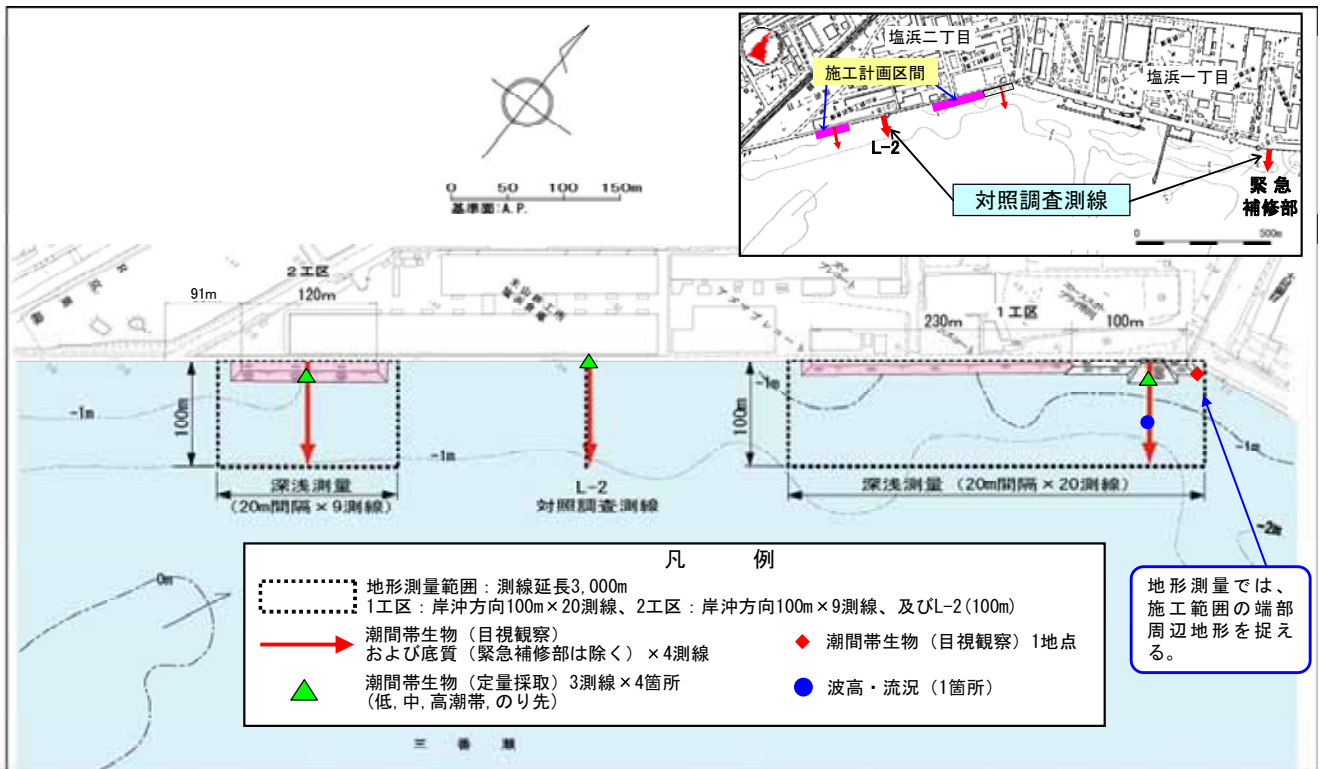 塩浜二丁目
塩浜一丁目
施工計画区間
L-2
対照調査測線
緊急
補修部
0 500m
0 50 100 150m
基準面:A.P.
2工区
91m
120m
230m
1工区
100m
100m
100m
-1m
-1m
-1m
-2m
0m
深浅測量
(20m間隔×9測線)
L-2
対照調査測線
深浅測量 (20m間隔×20測線)
地形測量では、
施工範囲の端部
周辺地形を捉え
る。
凡 例
地形測量範囲:測線延長3,000m
1工区:岸沖方向100m×20測線、2工区:岸沖方向100m×9測線、及びL-2(100m)
潮間帯生物(目視観察)
および底質(緊急補修部は除く)×4測線
潮間帯生物(目視観察)1地点
潮間帯生物(定量採取)3測線×4箇所
(低,中,高潮帯,のり先)
波高・流況(1箇所)
三番瀬